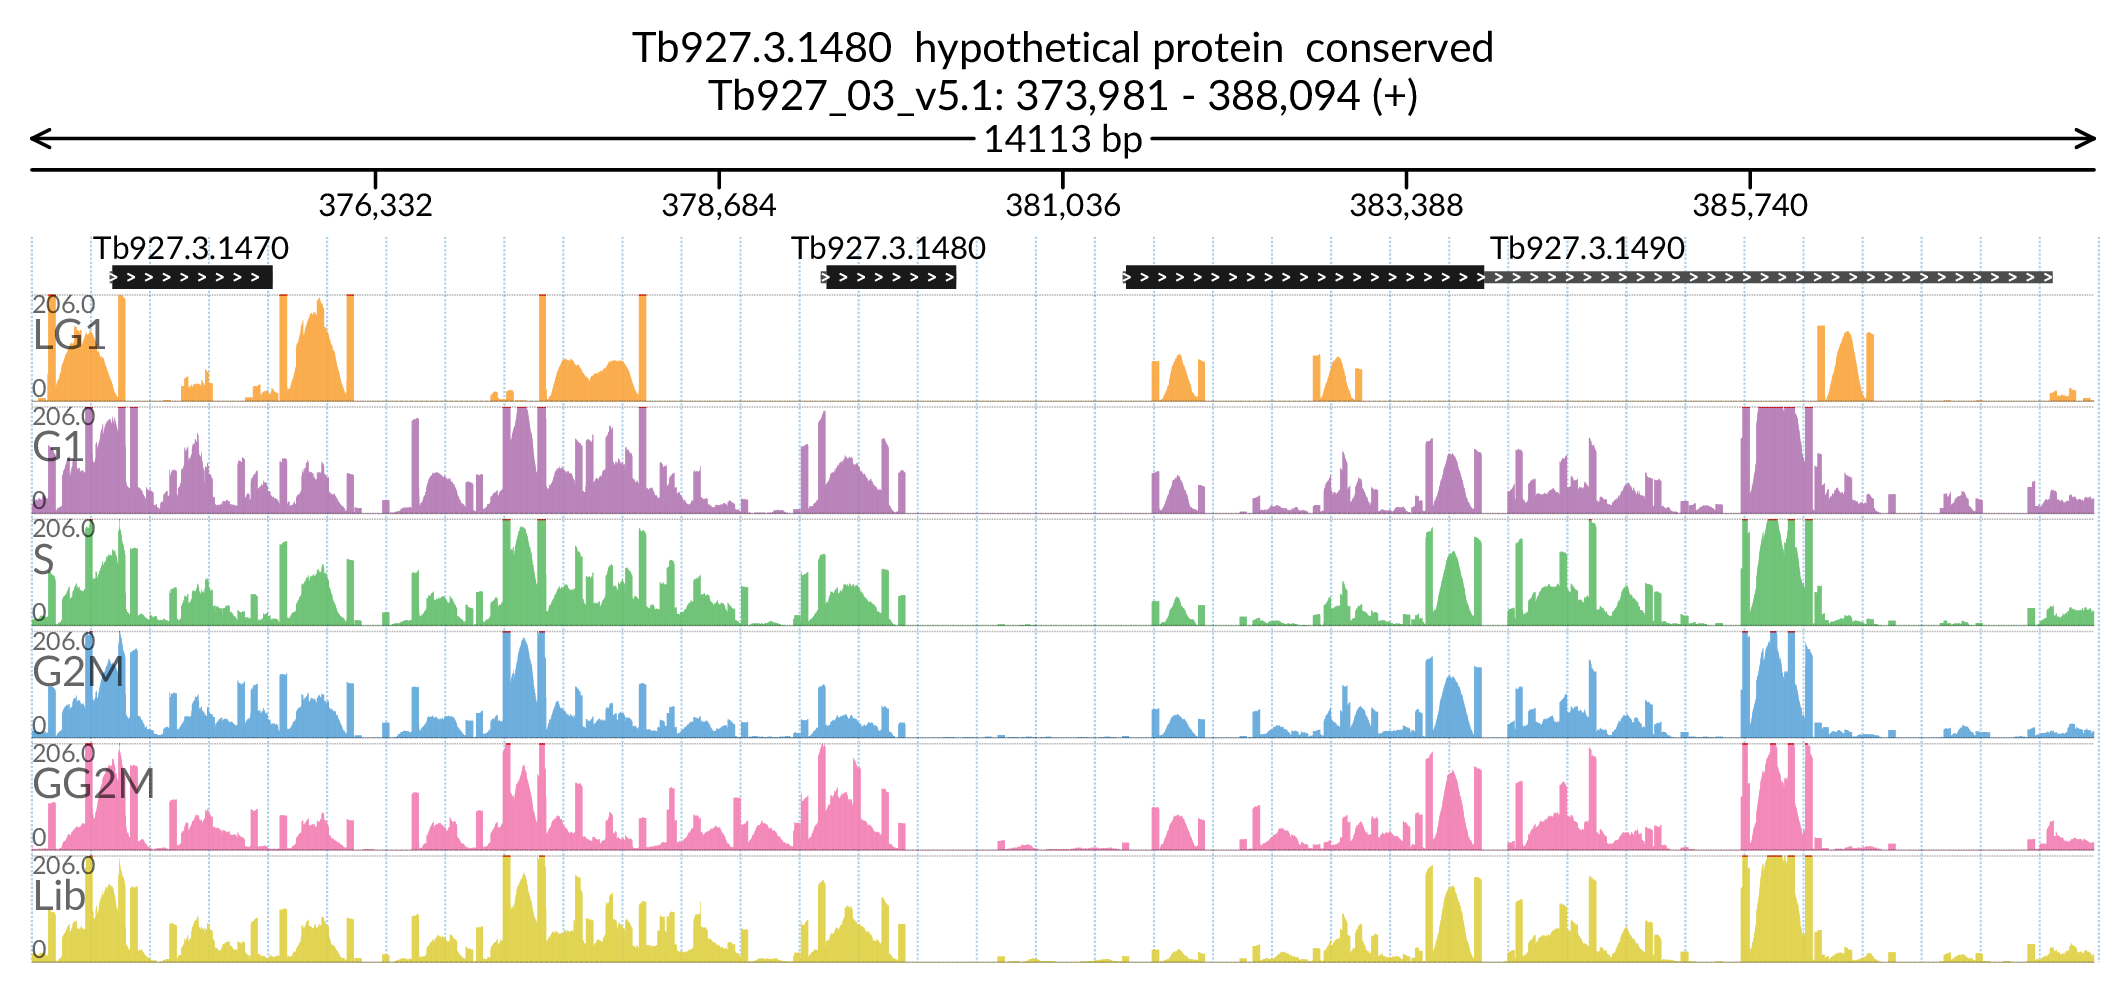 Tb927.3.1480  hypothetical protein  conserved
Tb927_03_v5.1: 373,981 - 388,094 (+)
14113 bp
376,332 378,684 381,036 383,388 385,740
Tb927.3.1470 Tb927.3.1480 Tb927.3.1490
206.0
LG1
0
206.0
G1
0
206.0
S
0
206.0
G2M
0
206.0
GG2M
0
206.0
Lib
0